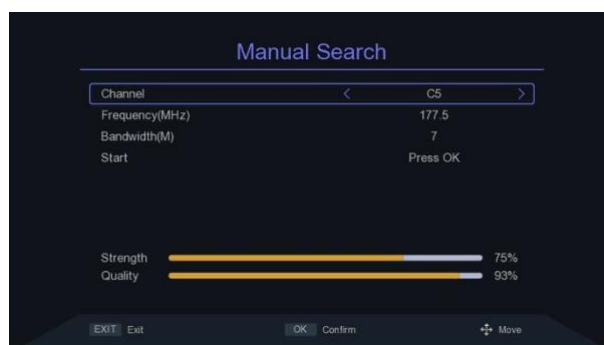 Manual Search
Channel < C5 >
Frequency(MHz) 177.5
Bandwidth(M) 7
Start Press OK
Strength 75%
Quality 93%
EXIT Exit OK Confirm Move